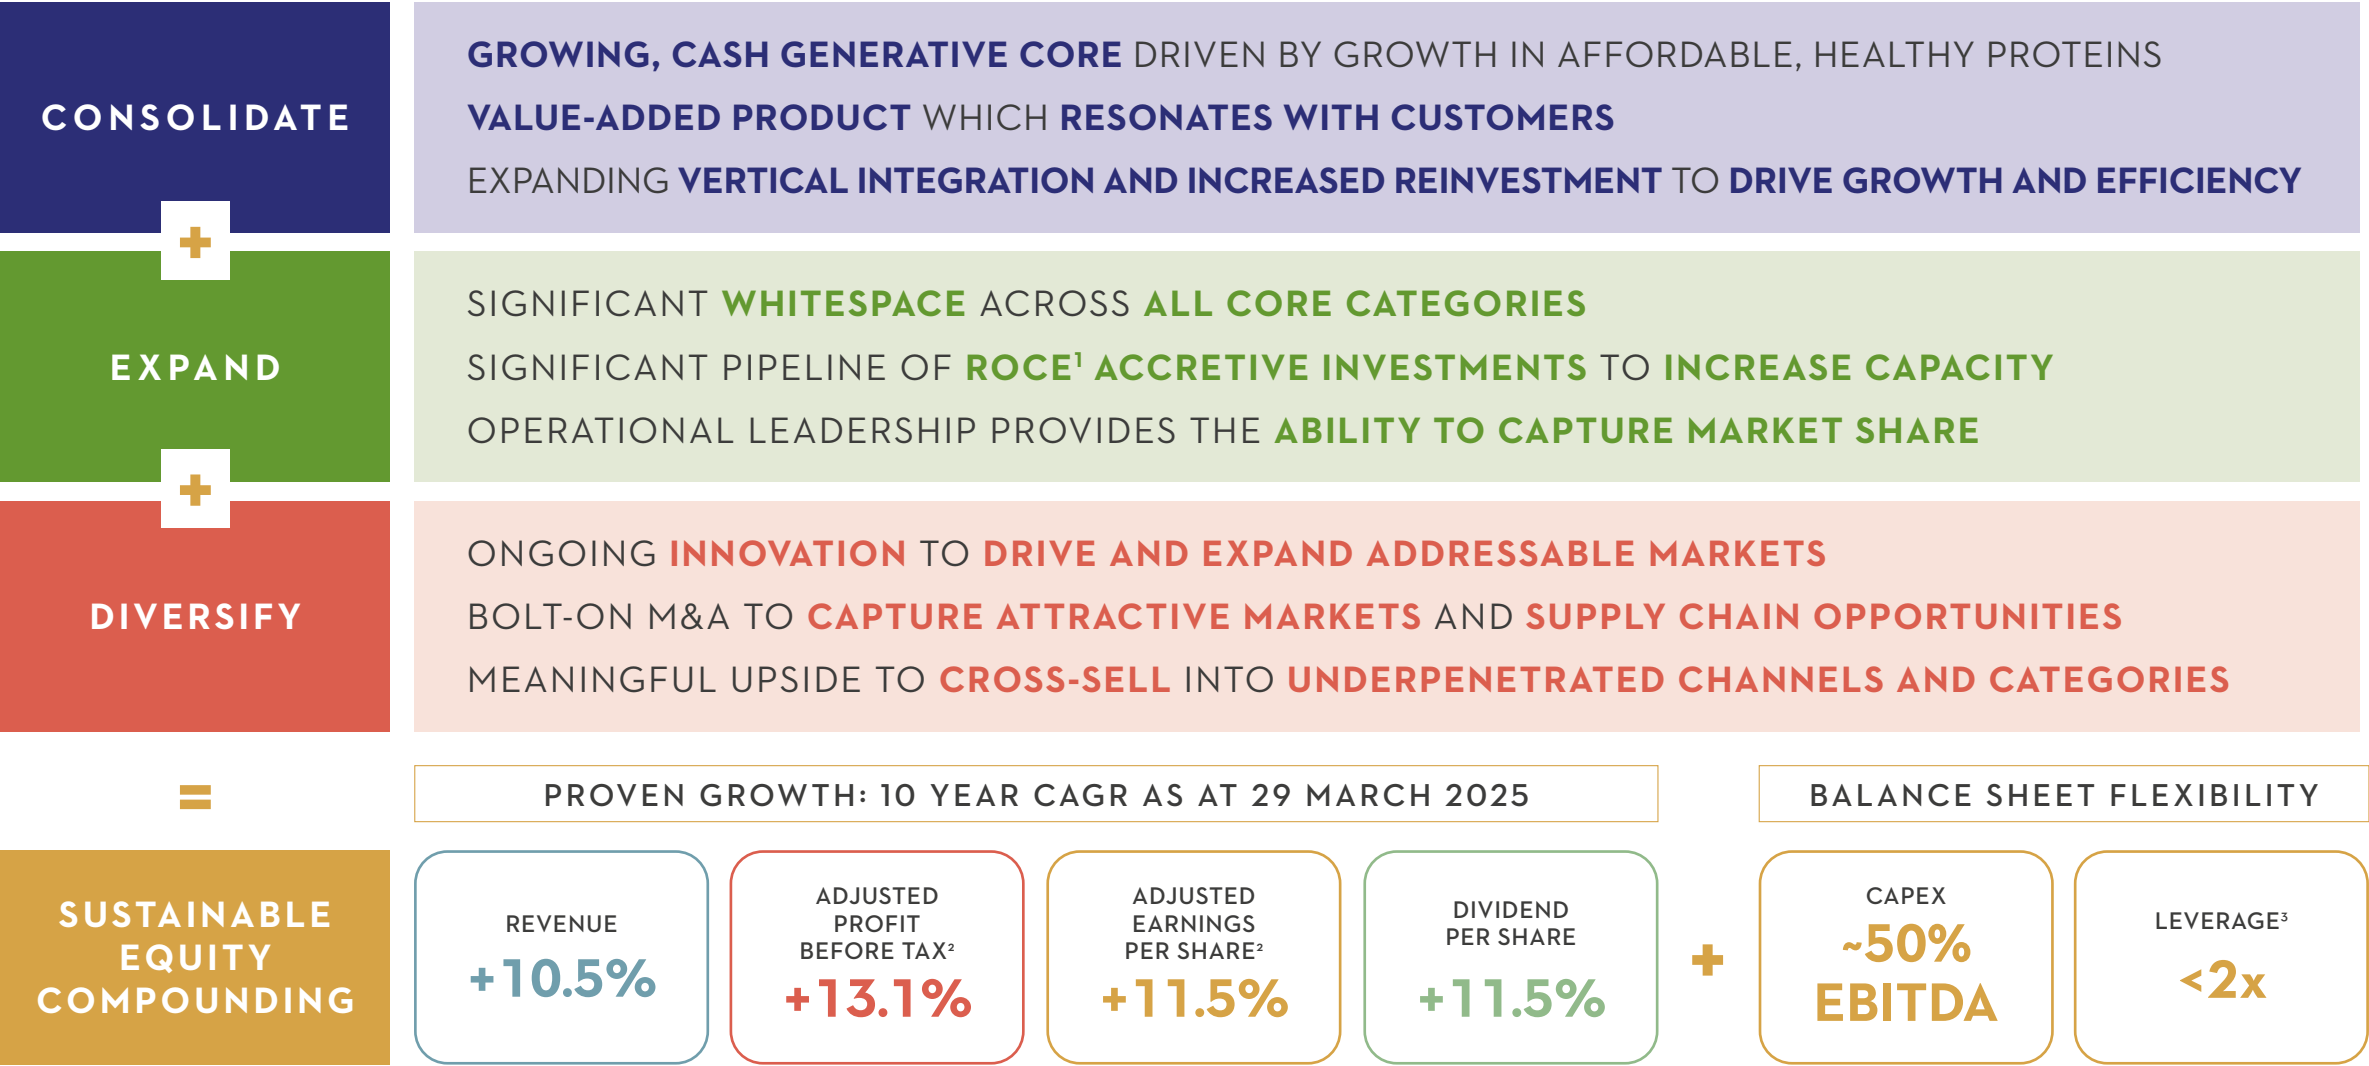 CONSOLIDATE
GROWING, CASH GENERATIVE CORE DRIVEN BY GROWTH IN AFFORDABLE, HEALTHY PROTEINS
VALUE-ADDED PRODUCT WHICH RESONATES WITH CUSTOMERS
EXPANDING VERTICAL INTEGRATION AND INCREASED REINVESTMENT TO DRIVE GROWTH AND EFFICIENCY
+
EXPAND
SIGNIFICANT WHITESPACE ACROSS ALL CORE CATEGORIES
SIGNIFICANT PIPELINE OF ROCE¹ ACCRETIVE INVESTMENTS TO INCREASE CAPACITY
OPERATIONAL LEADERSHIP PROVIDES THE ABILITY TO CAPTURE MARKET SHARE
+
DIVERSIFY
ONGOING INNOVATION TO DRIVE AND EXPAND ADDRESSABLE MARKETS
BOLT-ON M&A TO CAPTURE ATTRACTIVE MARKETS AND SUPPLY CHAIN OPPORTUNITIES
MEANINGFUL UPSIDE TO CROSS-SELL INTO UNDERPENETRATED CHANNELS AND CATEGORIES
=
SUSTAINABLE
EQUITY
COMPOUNDING
PROVEN GROWTH: 10 YEAR CAGR AS AT 29 MARCH 2025
REVENUE
+10.5%
ADJUSTED
PROFIT
BEFORE TAX²
+13.1%
ADJUSTED
EARNINGS
PER SHARE²
+11.5%
DIVIDEND
PER SHARE
+11.5%
+
BALANCE SHEET FLEXIBILITY
CAPEX
~50%
EBITDA
LEVERAGE³
<2x